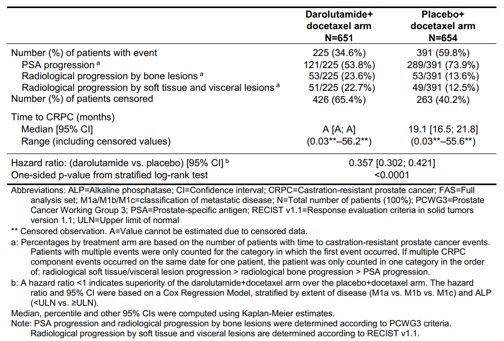 Darolutamide+ Placebo+
docetaxel arm docetaxel arm
N=651 N=654
Number (%) of patients with event 225 (34.6%) 391 (59.8%)
PSA progression a 121/225 (53.8%) 289/391 (73.9%)
Radiological progression by bone lesions a 53/225 (23.6%) 53/391 (13.6%)
Radiological progression by soft tissue and visceral lesions a 51/225 (22.7%) 49/391 (12.5%)
Number (%) of patients censored 426 (65.4%) 263 (40.2%)
Time to CRPC (months)
Median [95% CI] A [A; A] 19.1 [16.5; 21.8]
Range (including censored values) (0.03**–56.2**) (0.03**–55.6**)
Hazard ratio: (darolutamide vs. placebo) [95% CI] b 0.357 [0.302; 0.421]
One-sided p-value from stratified log-rank test <0.0001
Abbreviations: ALP=Alkaline phosphatase; CI=Confidence interval; CRPC=Castration-resistant prostate cancer; FAS=Full
analysis set; M1a/M1b/M1c=classification of metastatic disease; N=Total number of patients (100%); PCWG3=Prostate
Cancer Working Group 3; PSA=Prostate-specific antigen; RECIST v1.1=Response evaluation criteria in solid tumors
version 1.1; ULN=Upper limit of normal
** Censored observation. A=Value cannot be estimated due to censored data.
a: Percentages by treatment arm are based on the number of patients with time to castration-resistant prostate cancer events.
Patients with multiple events were only counted for the category in which the first event occurred. If multiple CRPC
component events occurred on the same date for one patient, the patient was only counted in one category in the order
of: radiological soft tissue/visceral lesion progression > radiological bone progression > PSA progression.
b: A hazard ratio <1 indicates superiority of the darolutamide+docetaxel arm over the placebo+docetaxel arm. The hazard
ratio and 95% CI were based on a Cox Regression Model, stratified by extent of disease (M1a vs. M1b vs. M1c) and ALP
(<ULN vs. ≥ULN).
Median, percentile and other 95% CIs were computed using Kaplan-Meier estimates.
Note: PSA progression and radiological progression by bone lesions were determined according to PCWG3 criteria.
Radiological progression by soft tissue and visceral lesions are determined according to RECIST v1.1.